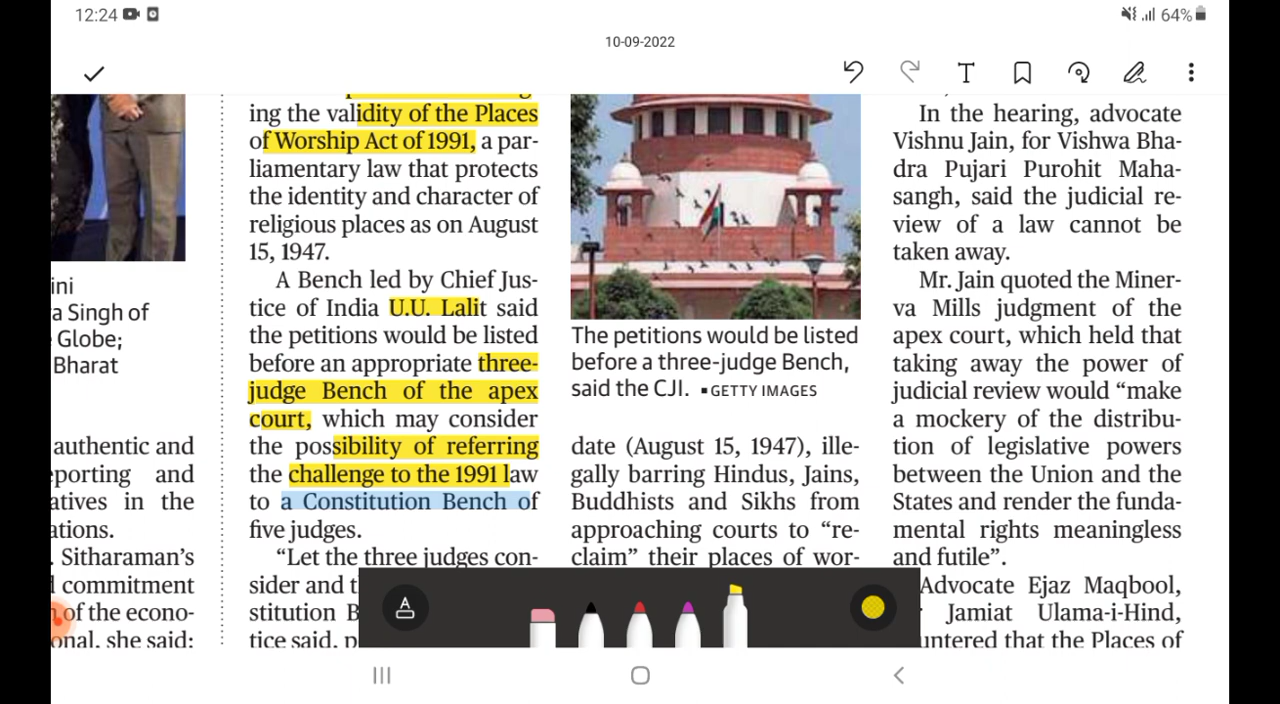 12:24
64%
10-09-2022
T
ini
a Singh of
Globe;
Bharat
authentic and
porting and
atives in the
ations.
. Sitharaman's
commitment
of the econo-
onal, she said:
ing the validity of the Places
of Worship Act of 1991, a par-
liamentary law that protects
the identity and character of
religious places as on August
15, 1947.
A Bench led by Chief Jus-
tice of India U.U. Lalit said
the petitions would be listed
before an appropriate three-
judge Bench of the apex
court, which may consider
the possibility of referring
the challenge to the 1991 law
to a Constitution Bench of
five judges.
“Let the three judges con-
sider and t
stitution B
tice said, p
The petitions would be listed
before a three-judge Bench,
said the CJI. ▪GETTY IMAGES
date (August 15, 1947), ille-
gally barring Hindus, Jains,
Buddhists and Sikhs from
approaching courts to “re-
claim” their places of wor-
In the hearing, advocate
Vishnu Jain, for Vishwa Bha-
dra Pujari Purohit Maha-
sangh, said the judicial re-
view of a law cannot be
taken away.
Mr. Jain quoted the Miner-
va Mills judgment of the
apex court, which held that
taking away the power of
judicial review would “make
a mockery of the distribu-
tion of legislative powers
between the Union and the
States and render the funda-
mental rights meaningless
and futile”.
Advocate Ejaz Maqbool,
Jamiat Ulama-i-Hind,
untered that the Places of
A